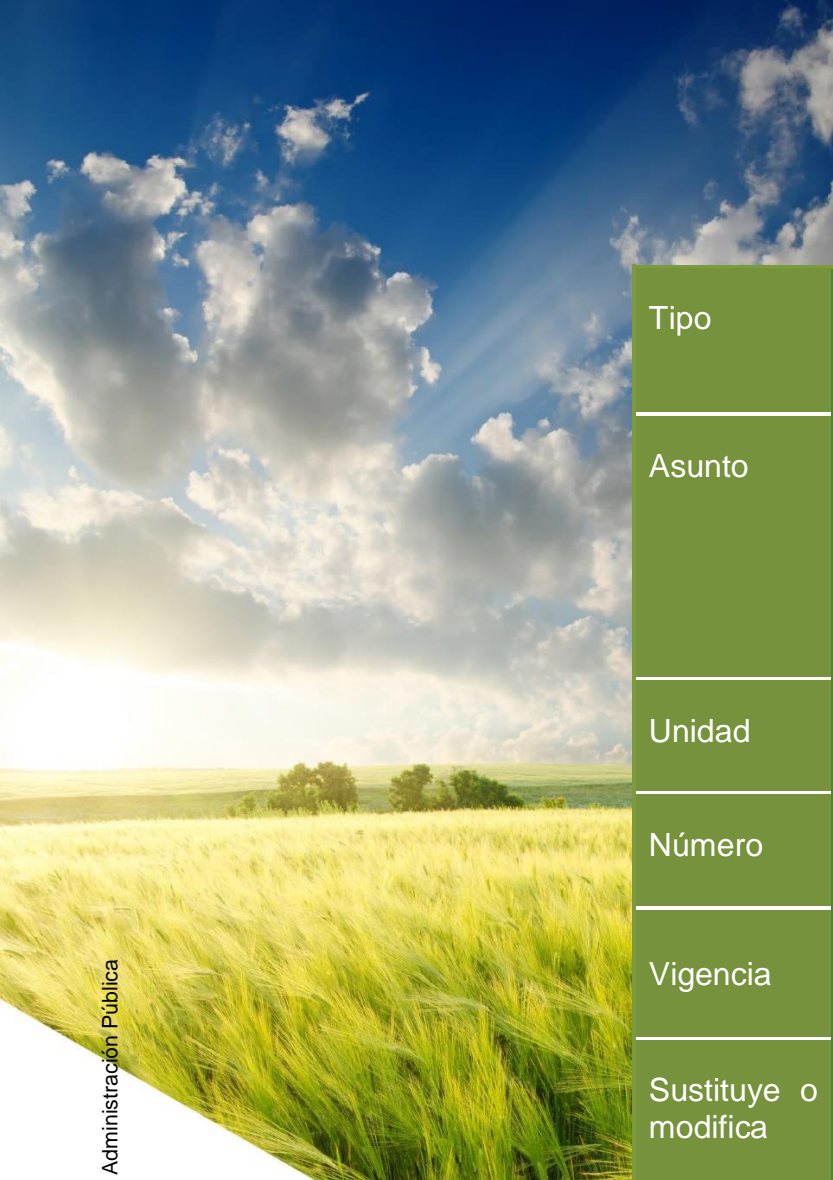 Tipo
Asunto
Unidad
Número
Vigencia
Sustituye o
modifica
Administración Pública